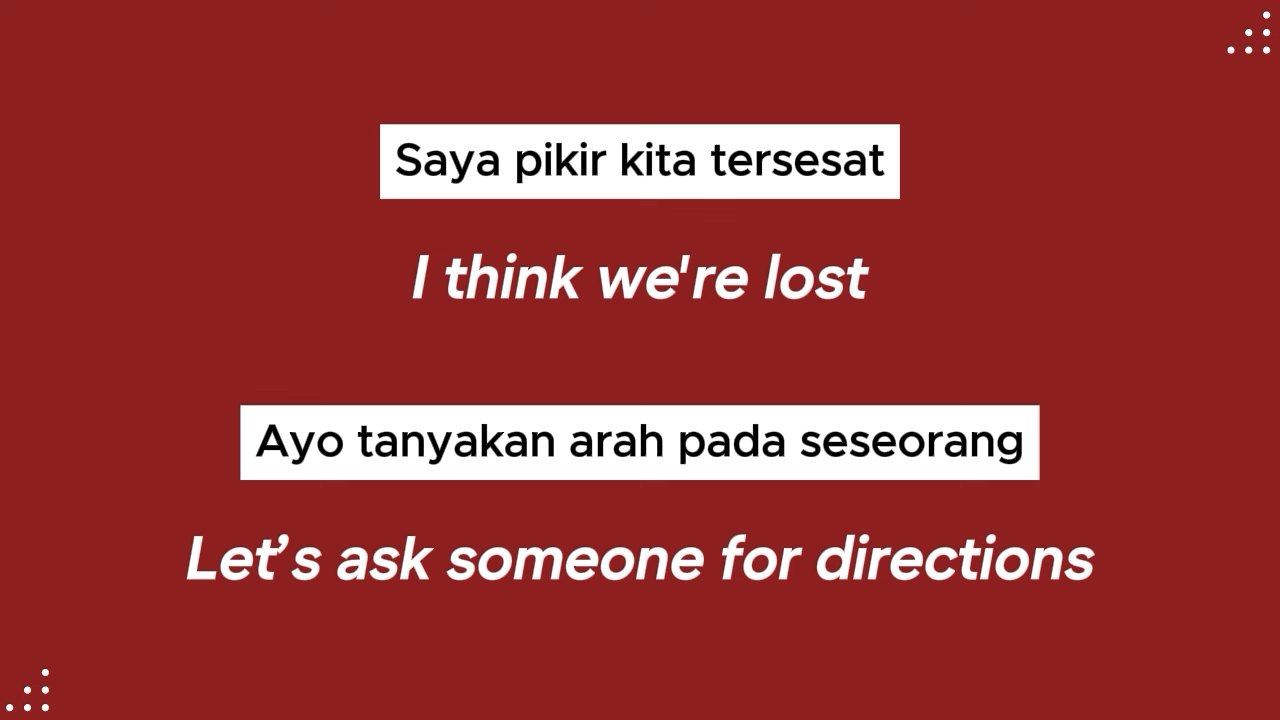 Saya pikir kita tersesat
I think we're lost
Ayo tanyakan arah pada seseorang
Let’s ask someone for directions